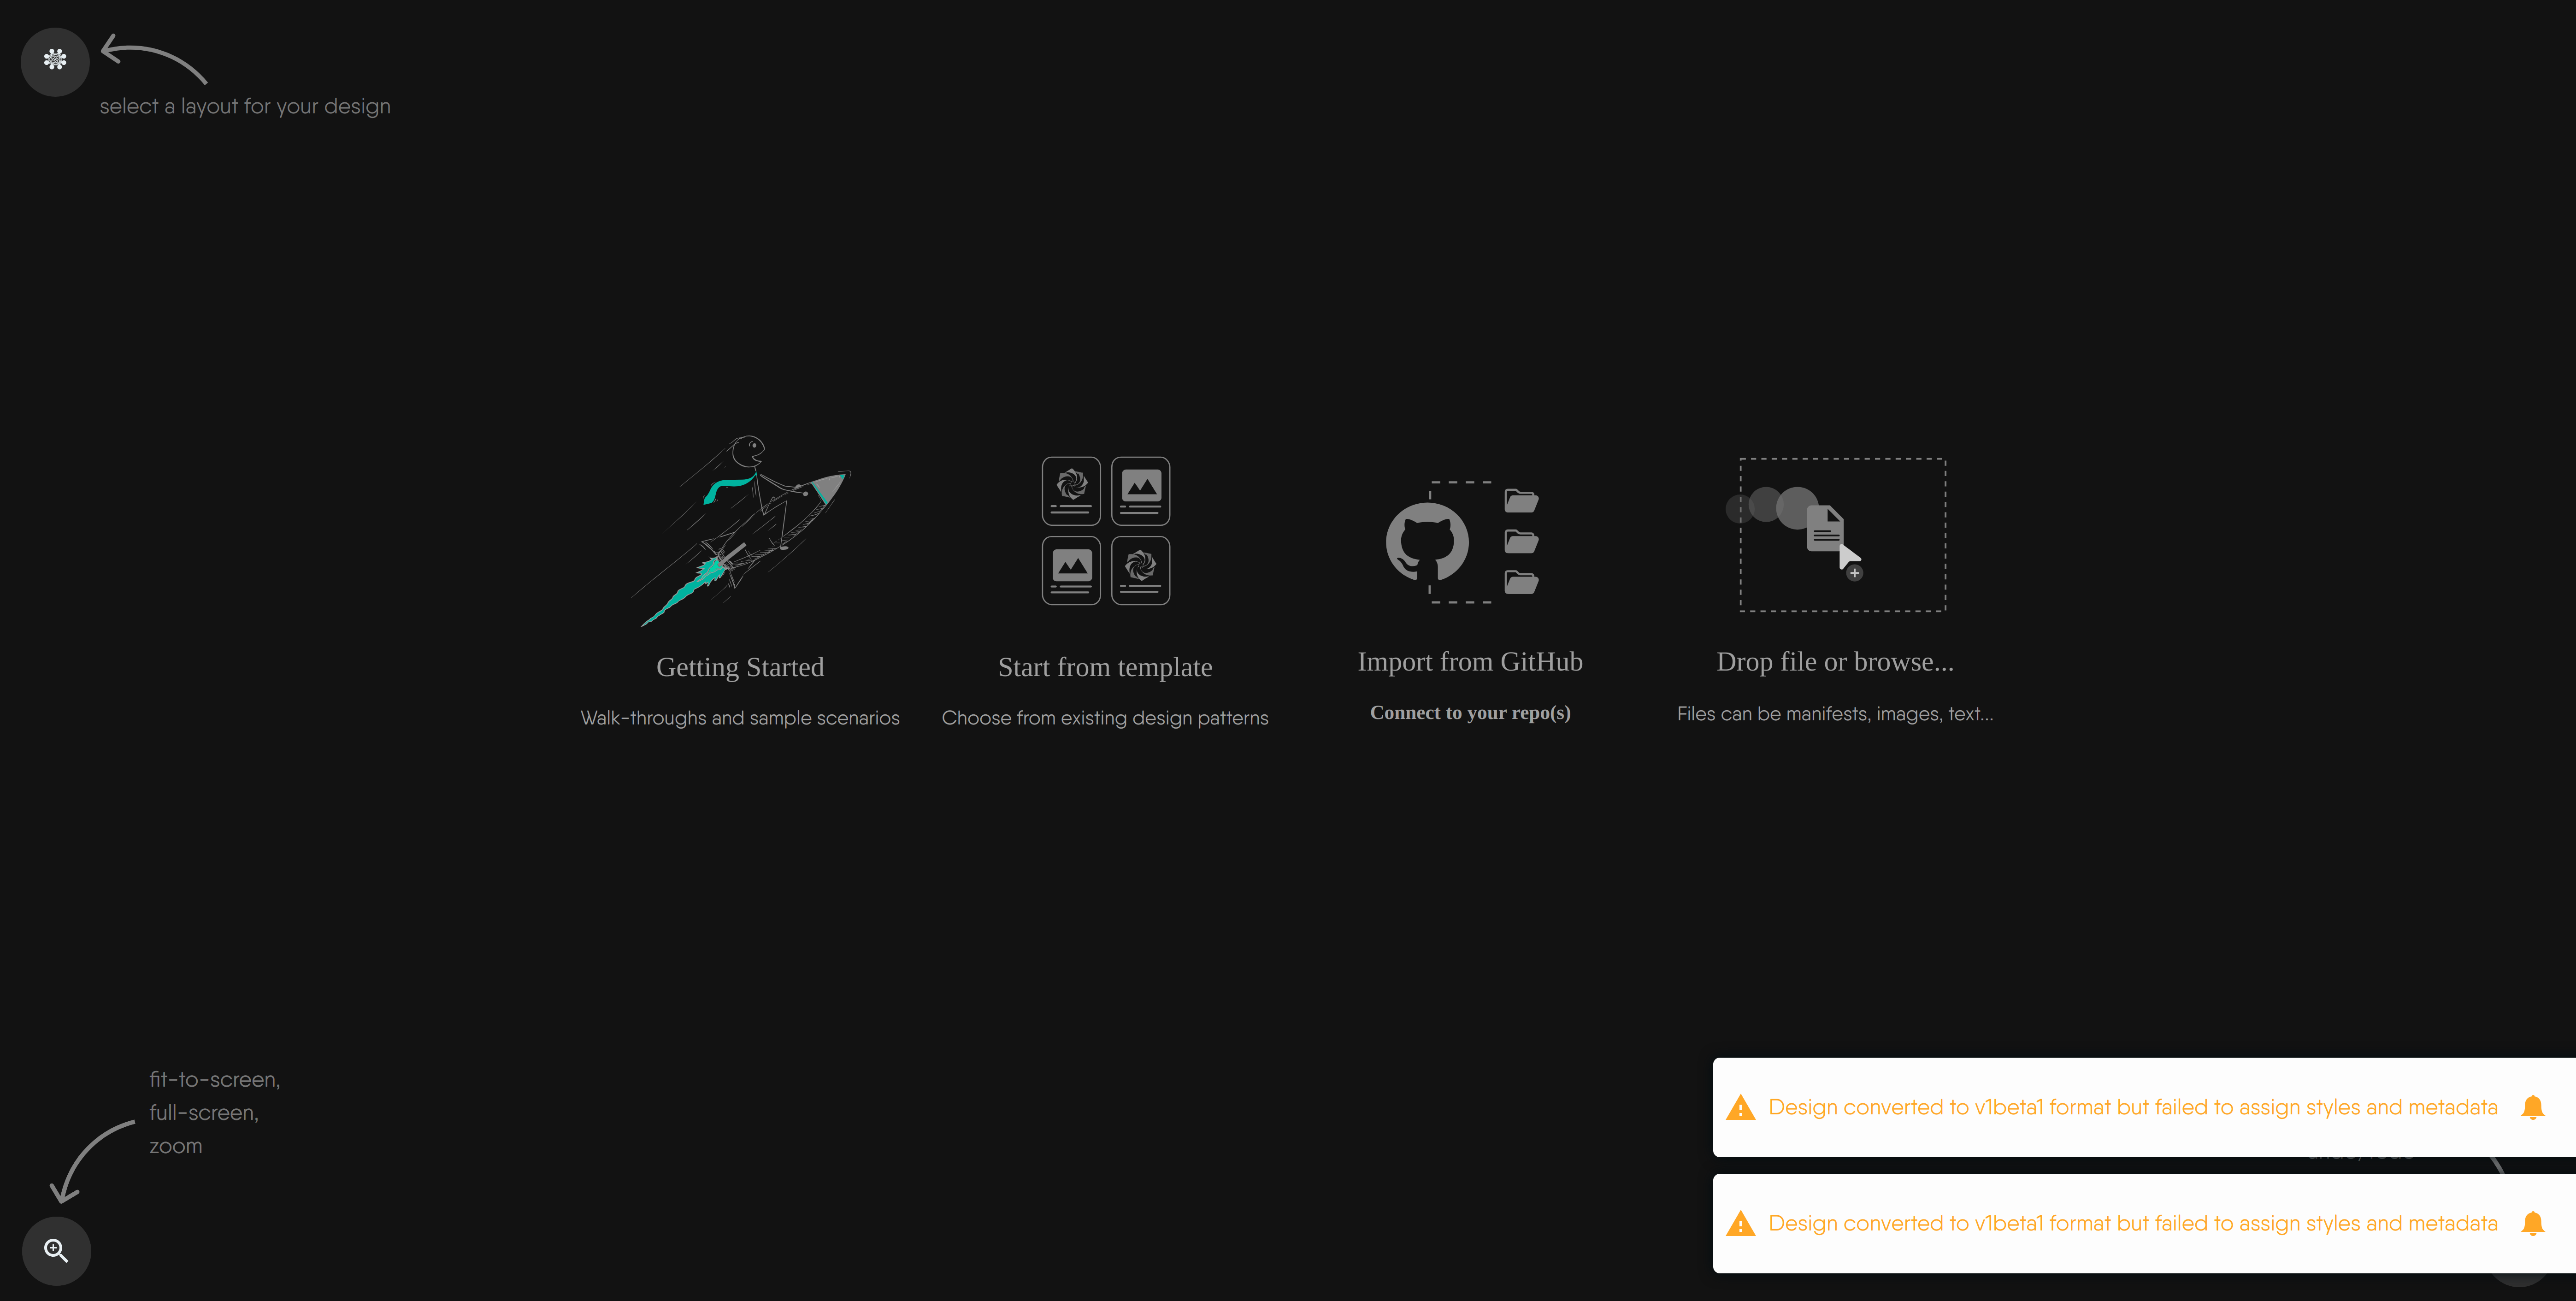 select a layout for your design
Getting Started
Walk-throughs and sample scenarios
Start from template
Choose from existing design patterns
Import from GitHub
Connect to your repo(s)
Drop file or browse...
Files can be manifests, images, text...
fit-to-screen,
full-screen,
zoom
Design converted to v1beta1 format but failed to assign styles and metadata
Design converted to v1beta1 format but failed to assign styles and metadata